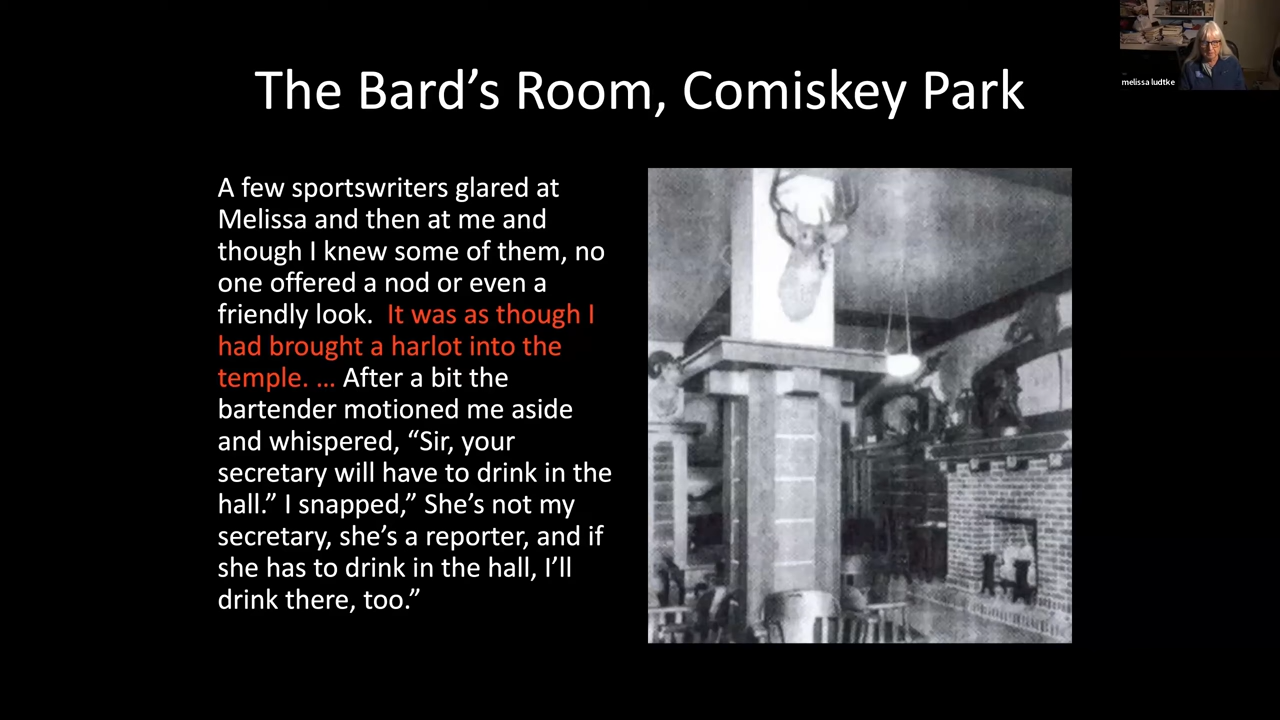 The Bard’s Room, Comiskey Park
melissa ludtke
A few sportswriters glared at
Melissa and then at me and
though I knew some of them, no
one offered a nod or even a
friendly look. It was as though I
had brought a harlot into the
temple. … After a bit the
bartender motioned me aside
and whispered, “Sir, your
secretary will have to drink in the
hall.” I snapped,” She’s not my
secretary, she’s a reporter, and if
she has to drink in the hall, I’ll
drink there, too.”